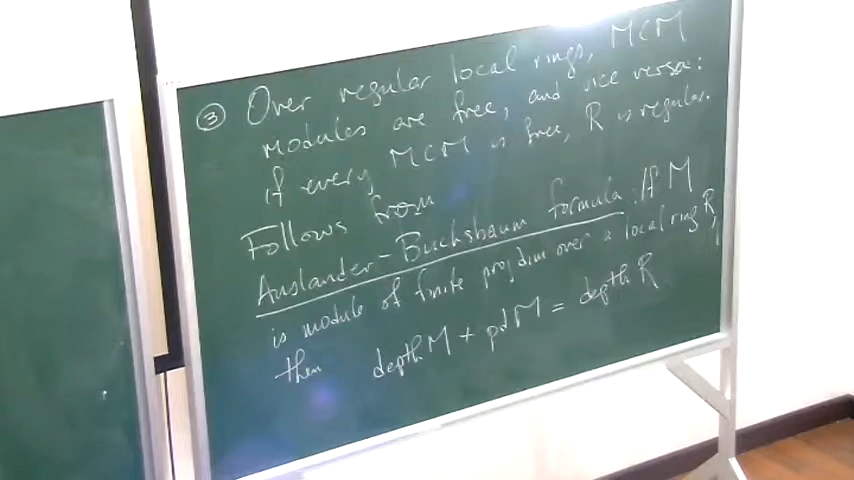 ③ Over regular local rings, MCM
modules are free, and vice versa:
if every MCM is free, R is regular.
Follows from
Auslander-Buchsbaum formula: If M
is module of finite proj dim over a local ring R,
then depth M + pd M = depth R